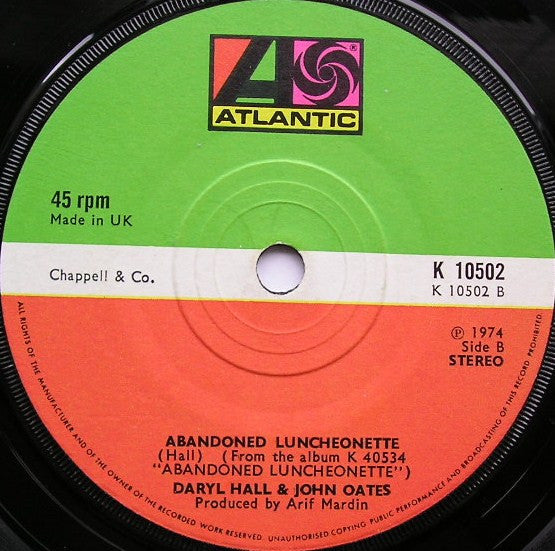 ATLANTIC
45 rpm
Made in UK
Chappell & Co.
K 10502
K 10502 B
℗ 1974
Side B
STEREO
ABANDONED LUNCHEONETTE
(Hall) (From the album K 40534
"ABANDONED LUNCHEONETTE")
DARYL HALL & JOHN OATES
Produced by Arif Mardin
ALL RIGHTS OF THE MANUFACTURER AND OF THE OWNER OF THE RECORDED WORK RESERVED. UNAUTHORISED COPYING PUBLIC PERFORMANCE AND BROADCASTING OF THIS RECORD PROHIBITED.